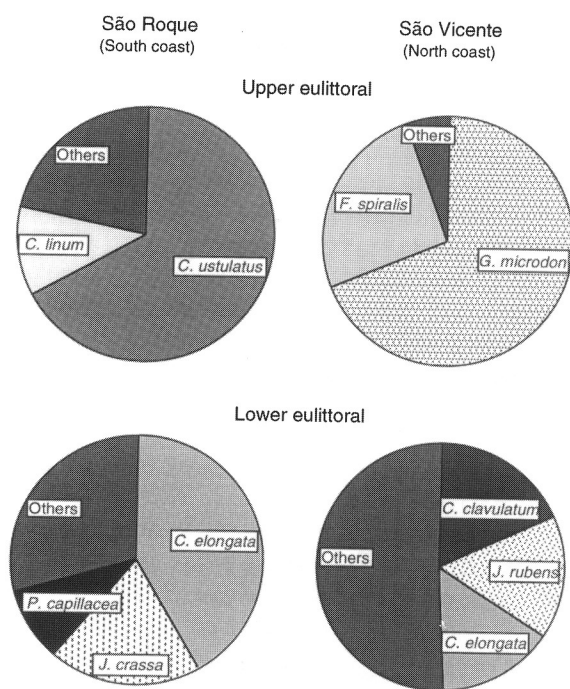 São Roque
(South coast)
São Vicente
(North coast)
Upper eulittoral
Others
C. linum
C. ustulatus
Others
F. spiralis
G. microdon
Lower eulittoral
Others
C. elongata
P. capillacea
J. crassa
C. clavulatum
Others
J. rubens
C. elongata